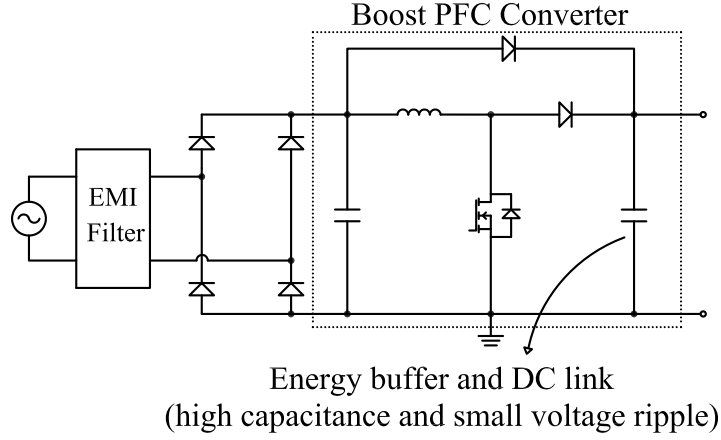 Boost PFC Converter
EMI
Filter
Energy buffer and DC link
(high capacitance and small voltage ripple)